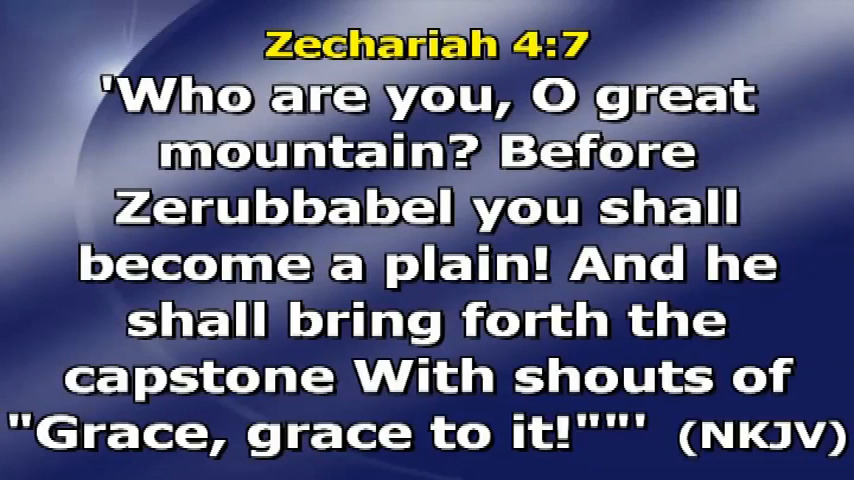 Zechariah 4:7
'Who are you, O great
mountain? Before
Zerubbabel you shall
become a plain! And he
shall bring forth the
capstone With shouts of
"Grace, grace to it!""' (NKJV)